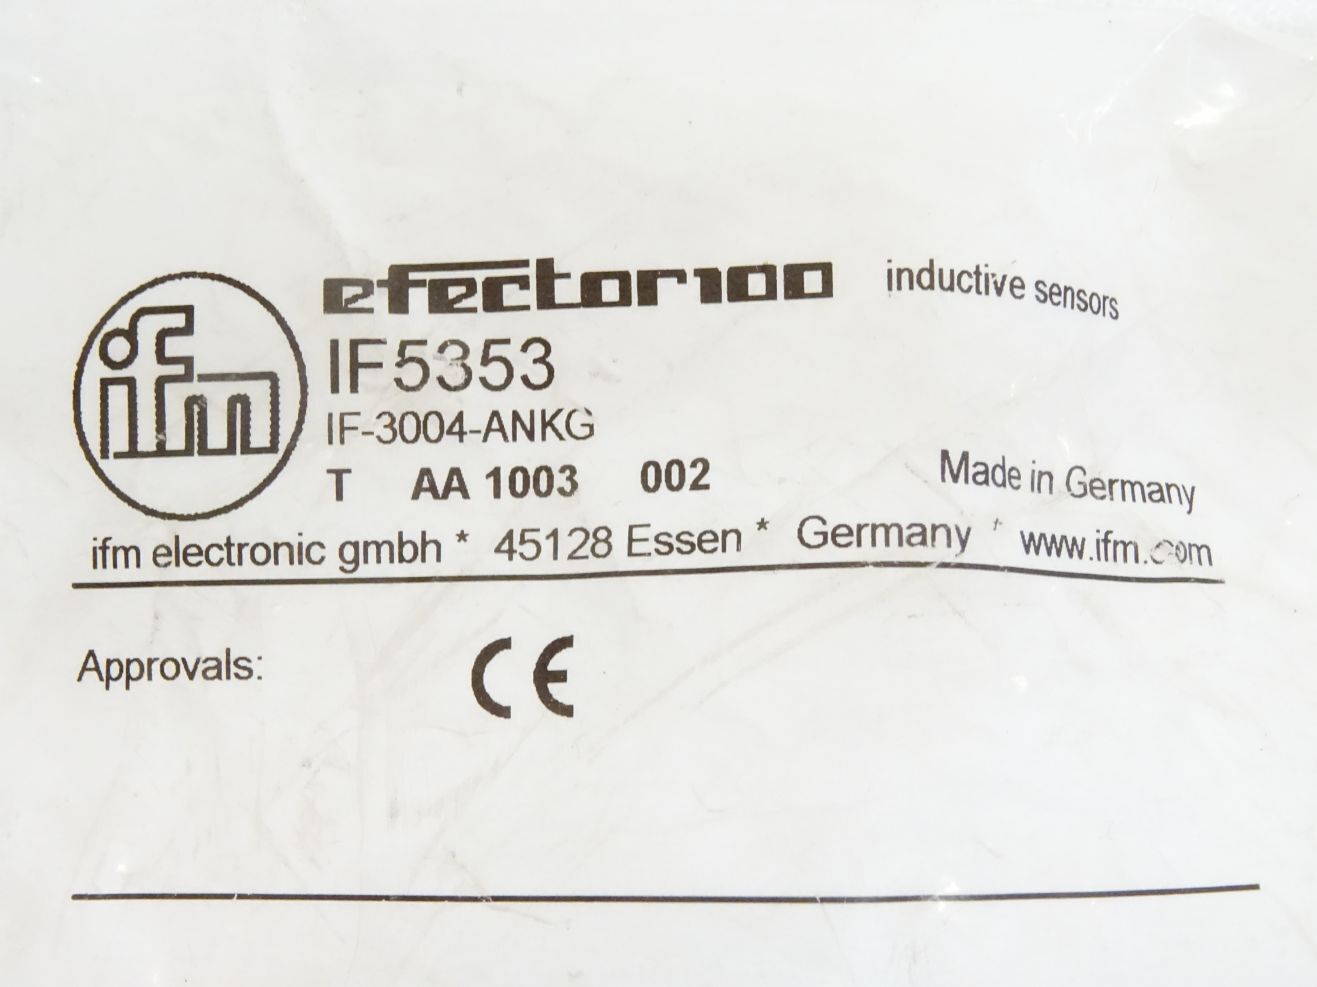 ifm
efector100 inductive sensors
IF5353
IF-3004-ANKG
T AA 1003 002
Made in Germany
ifm electronic gmbh * 45128 Essen * Germany * www.ifm.com
Approvals: CE